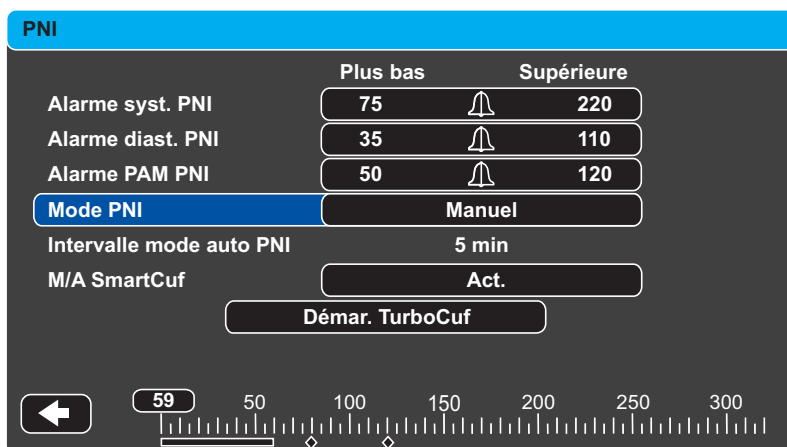 PNI
Plus bas Supérieure
Alarme syst. PNI 75 220
Alarme diast. PNI 35 110
Alarme PAM PNI 50 120
Mode PNI Manuel
Intervalle mode auto PNI 5 min
M/A SmartCuf Act.
Démar. TurboCuf
59 50 100 150 200 250 300